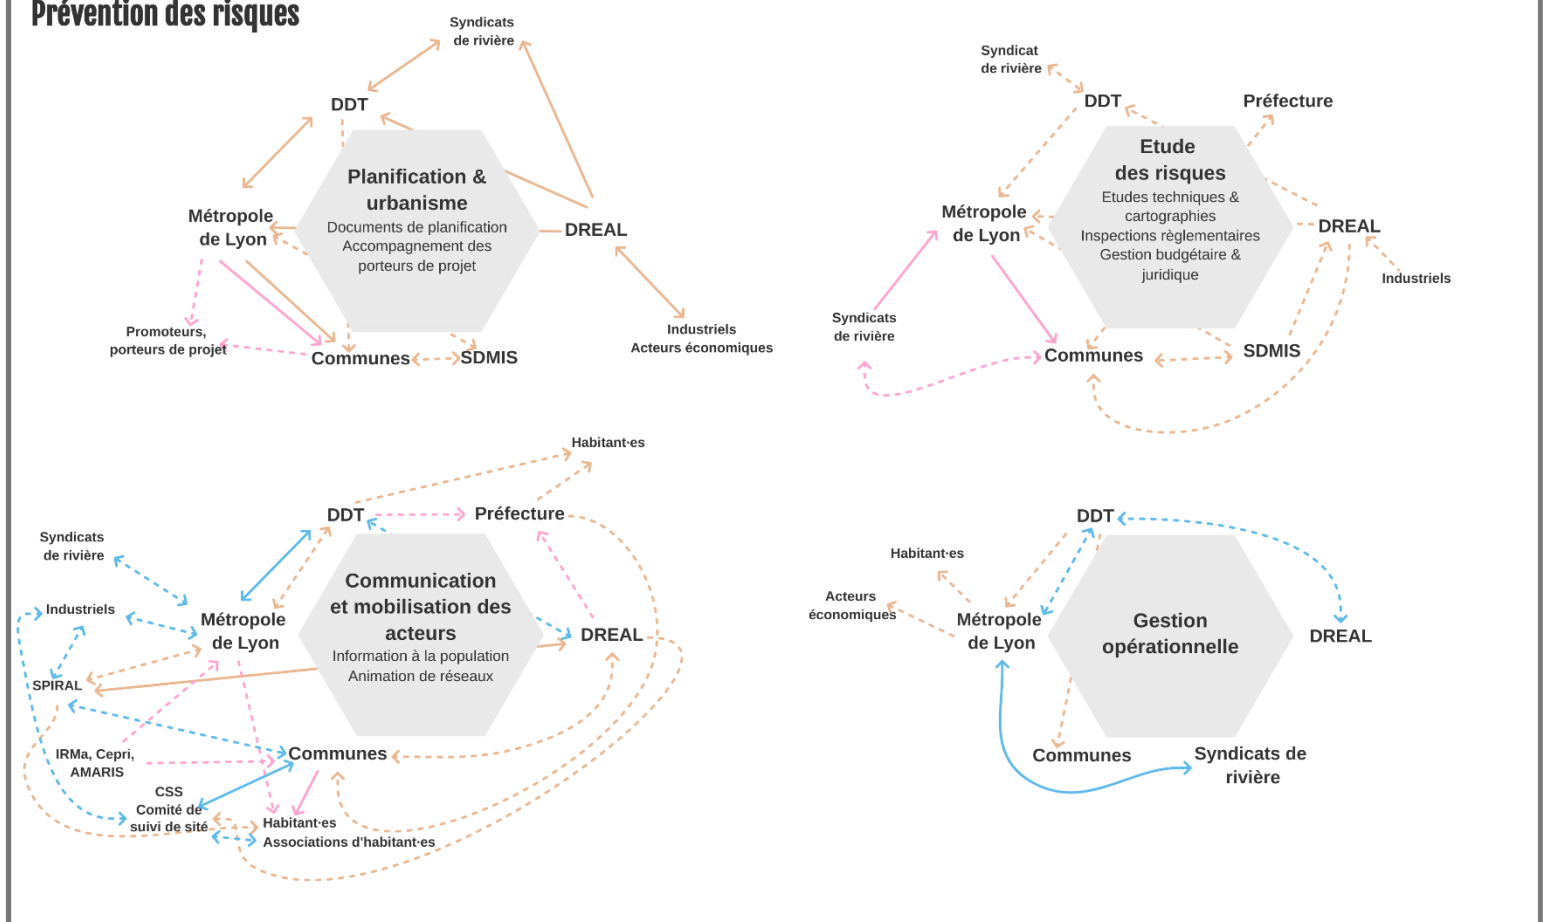 Prévention des risques
Syndicats
de rivière
DDT
Planification &
urbanisme
Documents de planification
Accompagnement des
porteurs de projet
Métropole
de Lyon
DREAL
Promoteurs,
porteurs de projet
Communes
SDMIS
Industriels
Acteurs économiques
Syndicat
de rivière
DDT
Préfecture
Etude
des risques
Etudes techniques &
cartographies
Inspections règlementaires
Gestion budgétaire &
juridique
Métropole
de Lyon
DREAL
Industriels
Syndicats
de rivière
Communes
SDMIS
Habitant·es
DDT
Préfecture
Syndicats
de rivière
Communication
et mobilisation des
acteurs
Information à la population
Animation de réseaux
Industriels
Métropole
de Lyon
DREAL
SPIRAL
IRMa, Cepri,
AMARIS
Communes
CSS
Comité de
suivi de sité
Habitant·es
Associations d'habitant·es
DDT
Habitant·es
Acteurs
économiques
Métropole
de Lyon
Gestion
opérationnelle
DREAL
Communes
Syndicats de
rivière